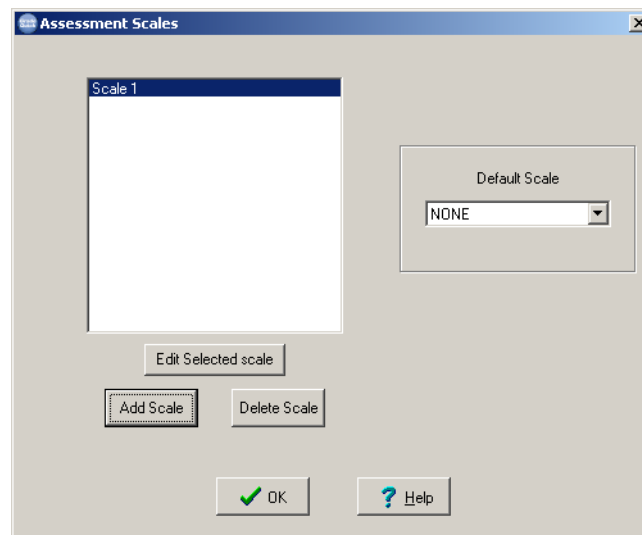 Assessment Scales
Scale 1
Default Scale
NONE
Edit Selected scale
Add Scale
Delete Scale
OK
Help